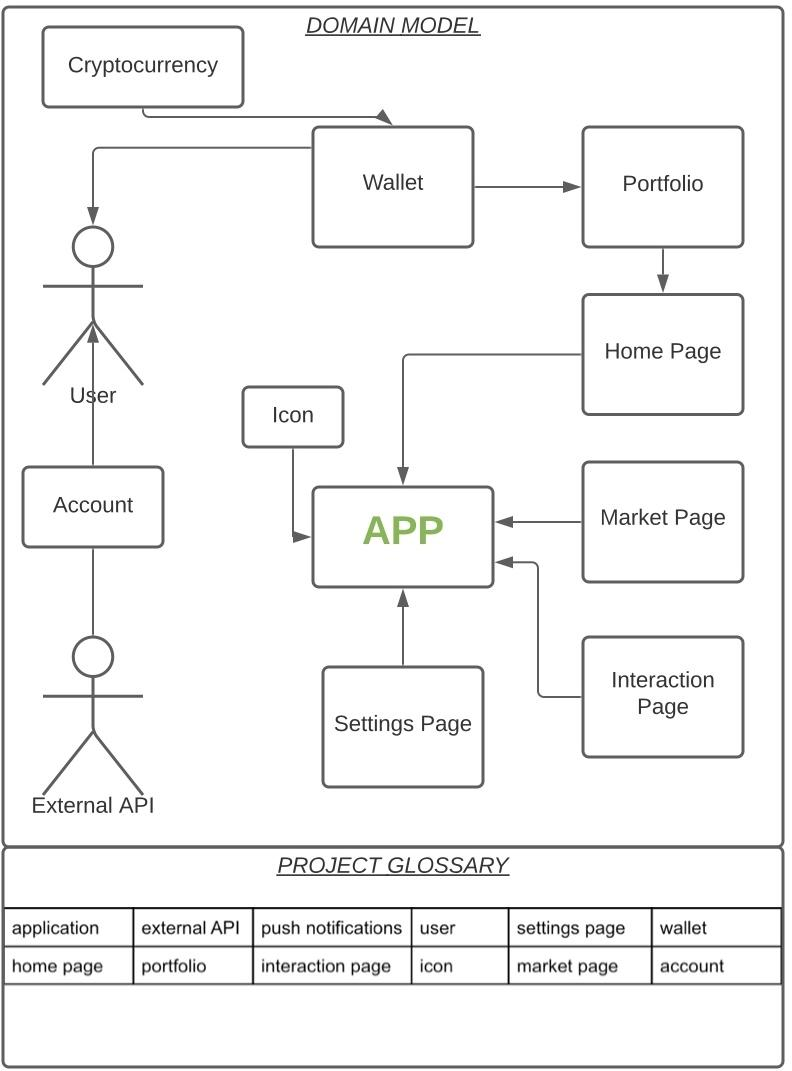 DOMAIN MODEL
Cryptocurrency
Wallet
Portfolio
Home Page
User
Icon
Account
APP
Market Page
Interaction
Page
Settings Page
External API
PROJECT GLOSSARY
application external API push notifications user settings page wallet
home page portfolio interaction page icon market page account